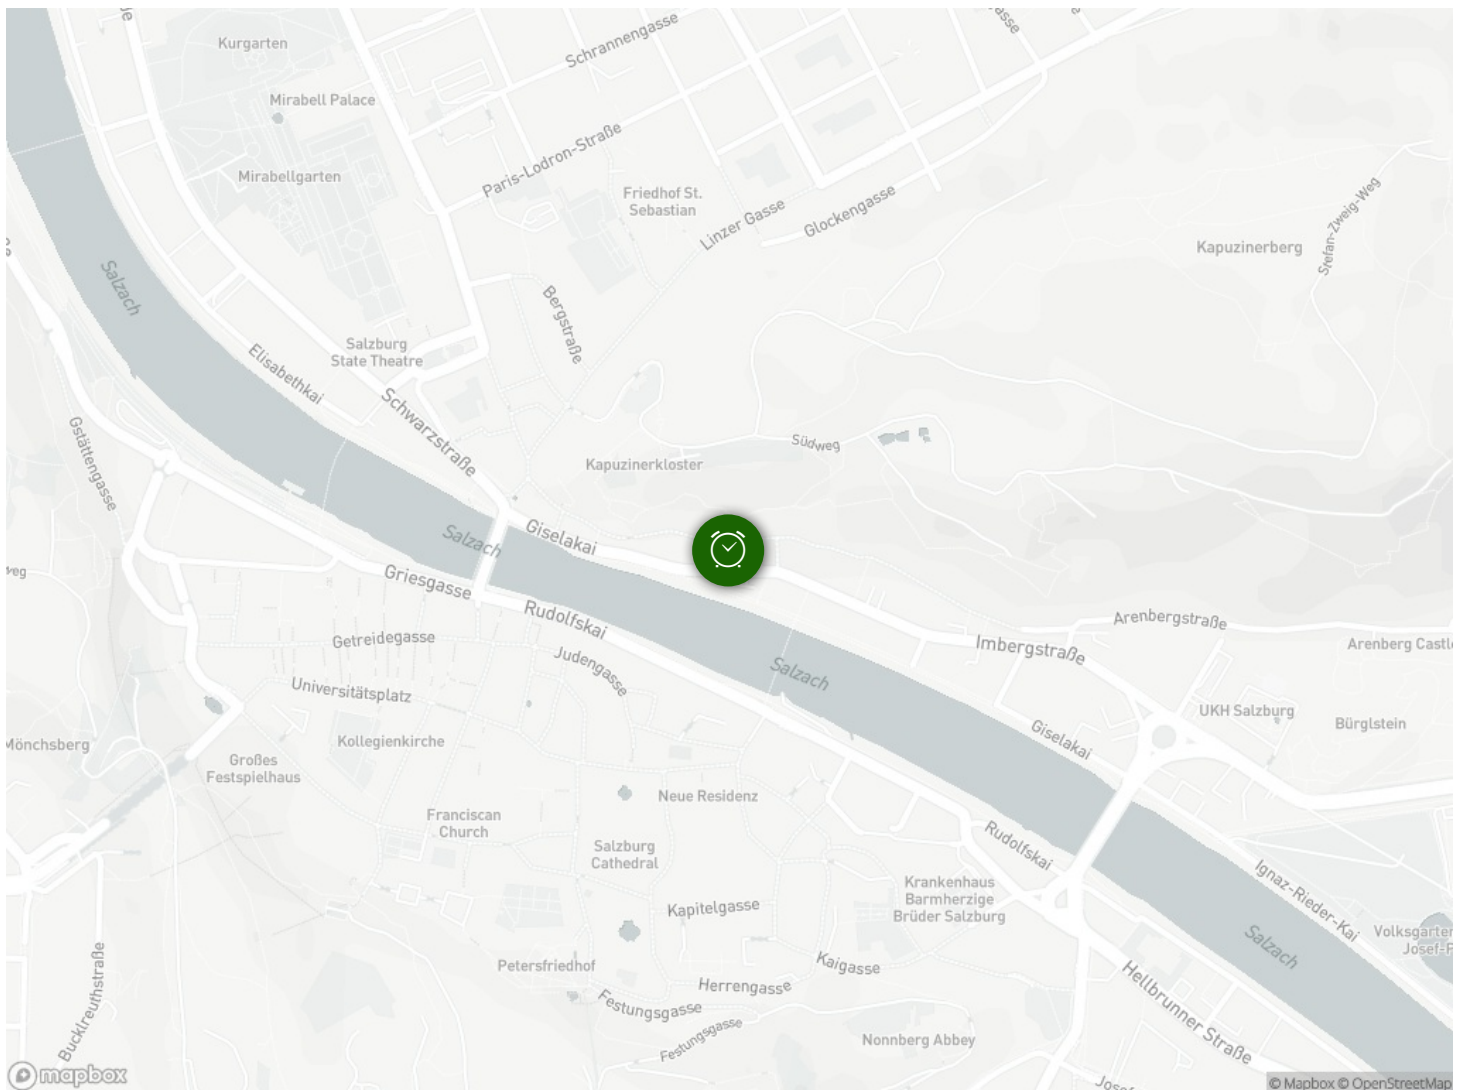 Kurgarten
Schrannengasse
Mirabell Palace
Paris-Lodron-Straße
Mirabellgarten
Friedhof St.
Sebastian
Linzer Gasse
Glockengasse
Stefan-Zweig-Weg
Kapuzinerberg
Salzach
Bergstraße
Salzburg
State Theatre
Elisabethkai
Schwarzstraße
Gstättengasse
Südweg
Kapuzinerkloster
Salzach
Giselakai
Griesgasse
Rudolfskai
Getreidegasse
Judengasse
Universitätsplatz
Salzach
Imbergstraße
Arenbergstraße
Arenberg Castl
UKH Salzburg
Bürglstein
Giselakai
Mönchsberg
Kollegienkirche
Großes
Festspielhaus
Neue Residenz
Franciscan
Church
Salzburg
Cathedral
Rudolfskai
Krankenhaus
Barmherzige
Brüder Salzburg
Ignaz-Rieder-Kai
Kapitelgasse
Volksgarten
Josef-P
Salzach
Petersfriedhof
Kaigasse
Herrengasse
Festungsgasse
Festungsgasse
Nonnberg Abbey
Hellbrunner Straße
Bucklreuthstraße
Josef
mapbox
© Mapbox © OpenStreetMap